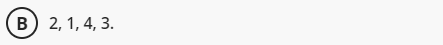 B 2, 1, 4, 3.